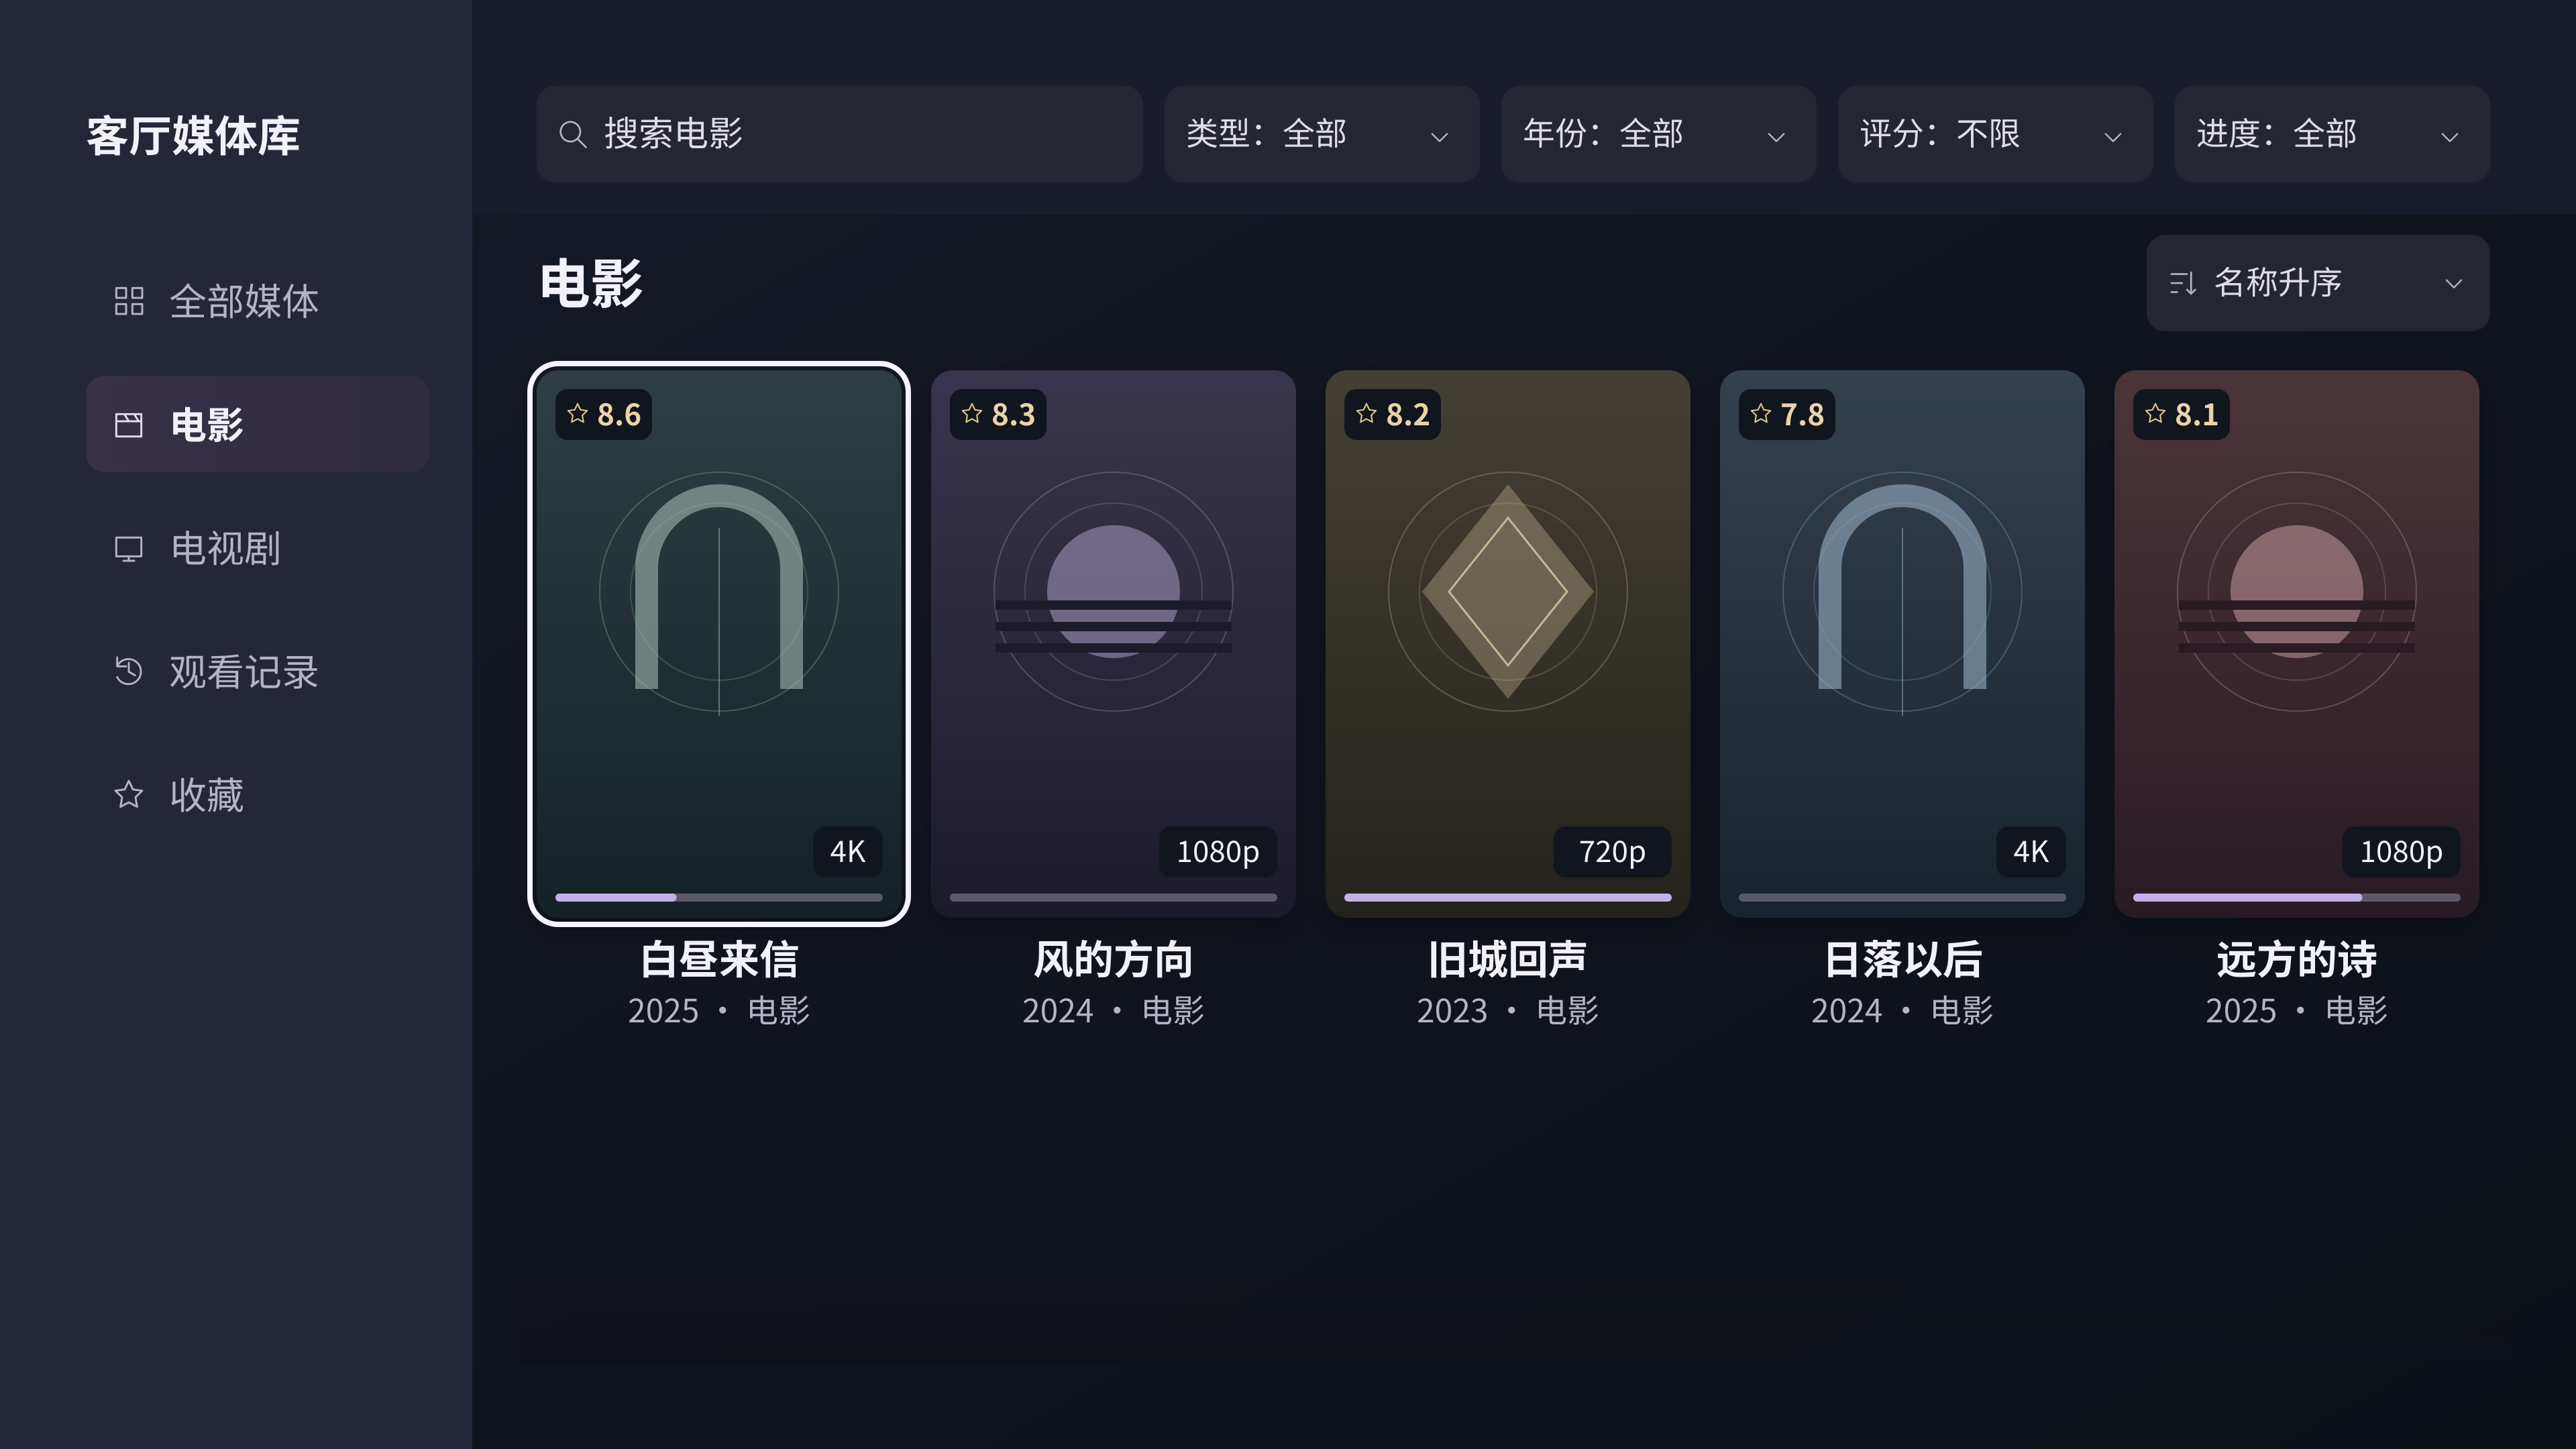 客厅媒体库
全部媒体
电影
电视剧
观看记录
收藏
搜索电影
类型：全部
年份：全部
评分：不限
进度：全部
电影
名称升序
8.6
4K
白昼来信
2025 · 电影
8.3
1080p
风的方向
2024 · 电影
8.2
720p
旧城回声
2023 · 电影
7.8
4K
日落以后
2024 · 电影
8.1
1080p
远方的诗
2025 · 电影